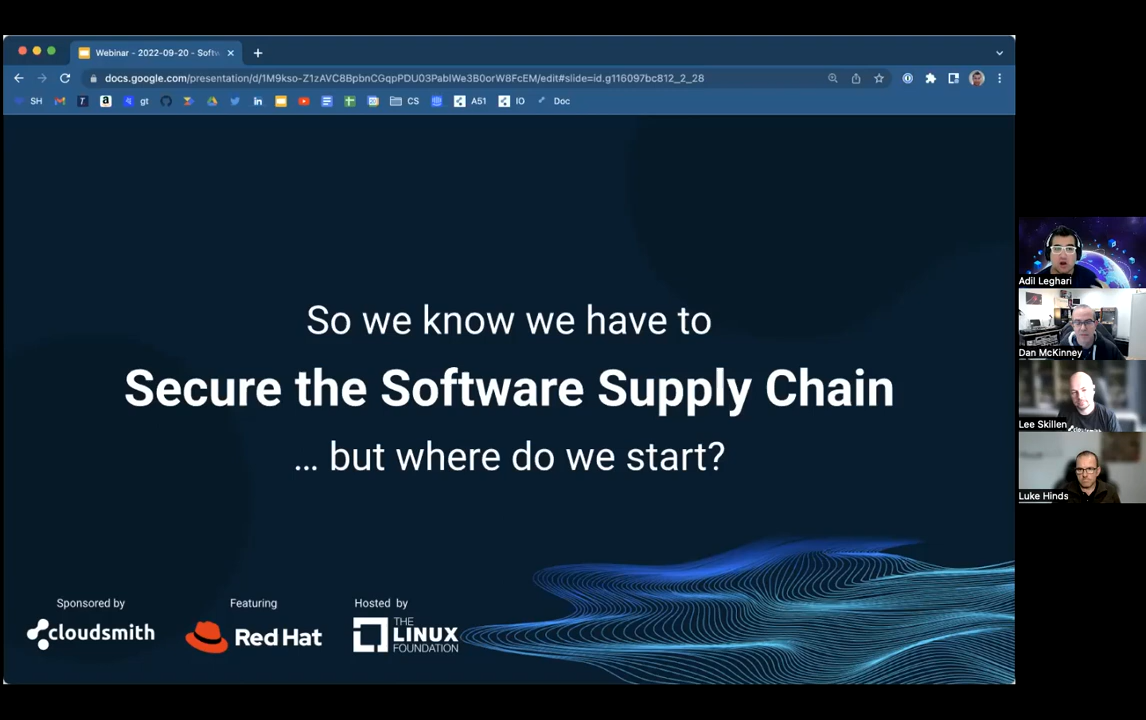 Webinar - 2022-09-20 - Softw
docs.google.com/presentation/d/1M9kso-Z1zAVC8BpbnCGqpPDU03PablWe3B0orW8FcEM/edit#slide=id.g116097bc812_2_28
SH gt CS A51 IO Doc
So we know we have to
Secure the Software Supply Chain
... but where do we start?
Sponsored by
cloudsmith
Featuring
Red Hat
Hosted by
THE
LINUX
FOUNDATION
Adil Leghari
Dan McKinney
Lee Skillen
Luke Hinds